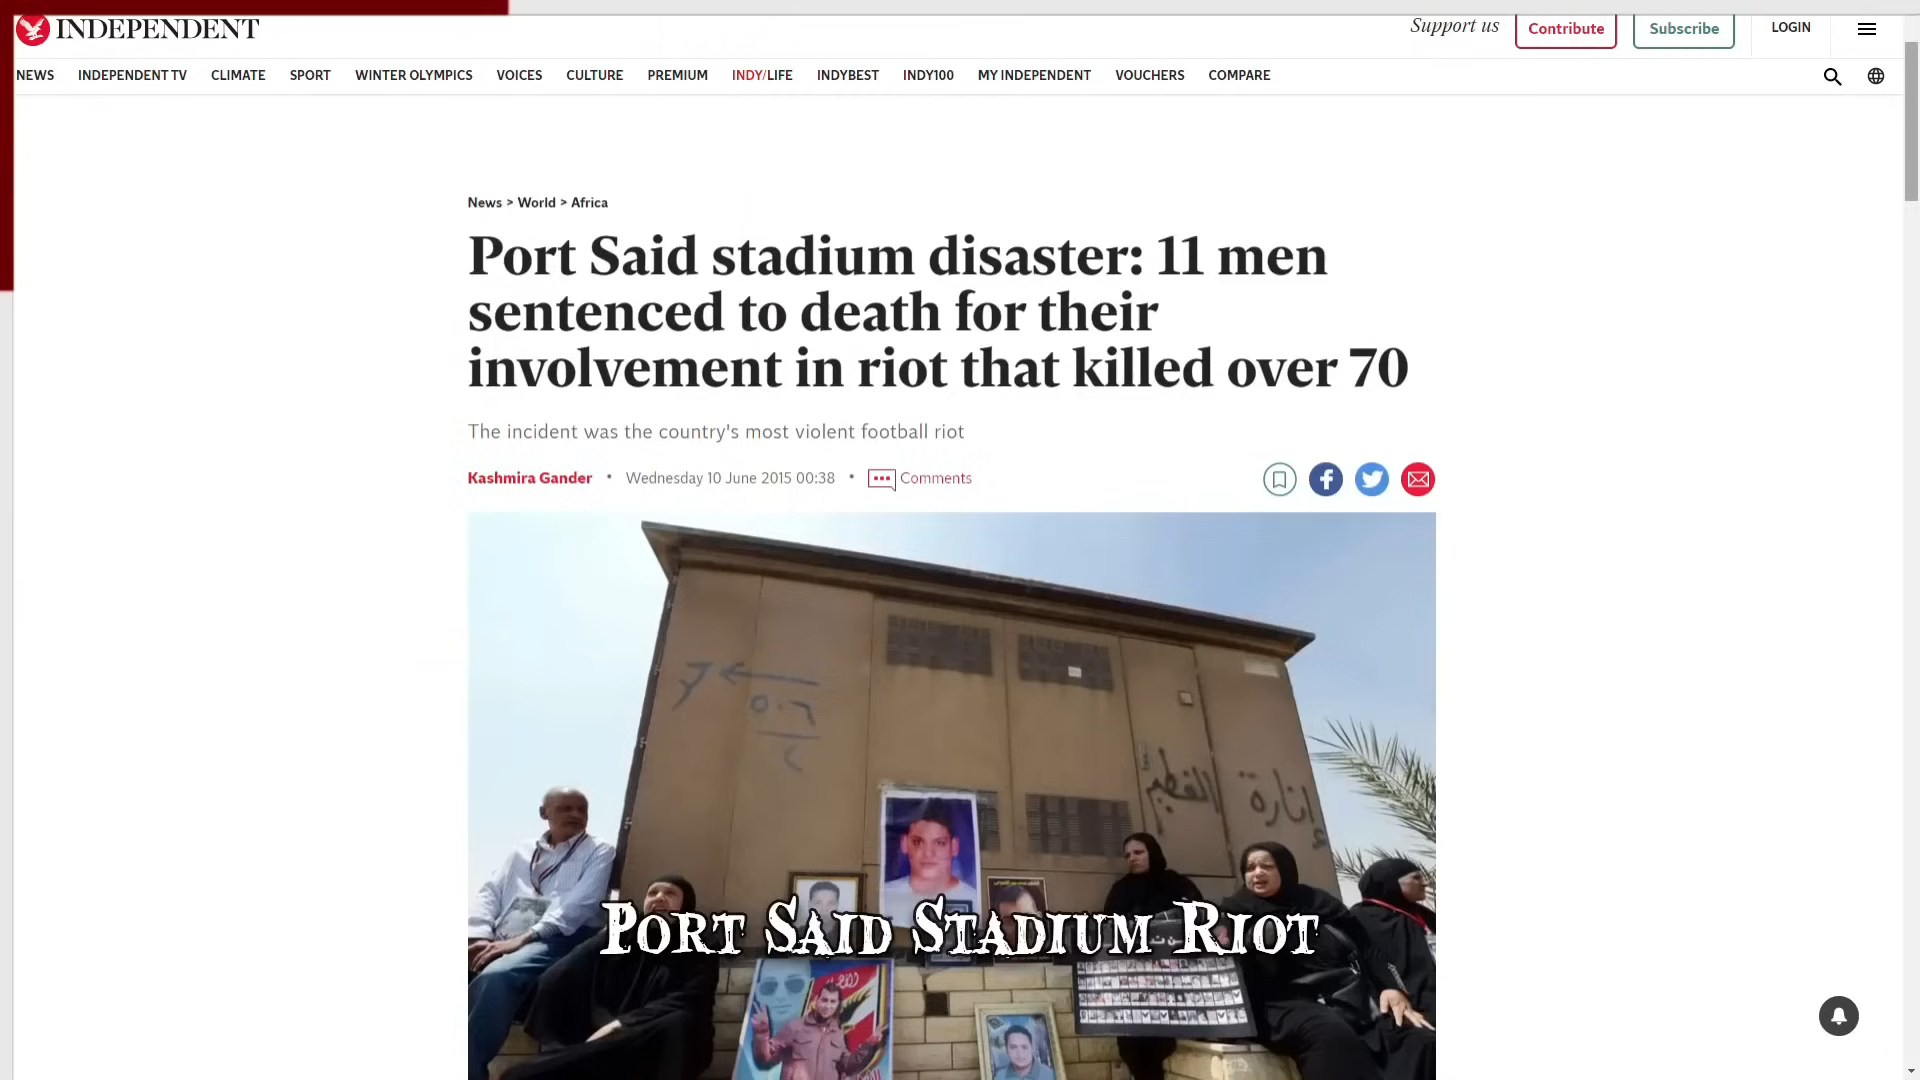 INDEPENDENT
Support us
Contribute
Subscribe
LOGIN
NEWS INDEPENDENT TV CLIMATE SPORT WINTER OLYMPICS VOICES CULTURE PREMIUM INDY/LIFE INDYBEST INDY100 MY INDEPENDENT VOUCHERS COMPARE
News > World > Africa
Port Said stadium disaster: 11 men
sentenced to death for their
involvement in riot that killed over 70
The incident was the country's most violent football riot
Kashmira Gander • Wednesday 10 June 2015 00:38 • Comments
إنارة
القطبم
PORT SAID STADIUM RIOT